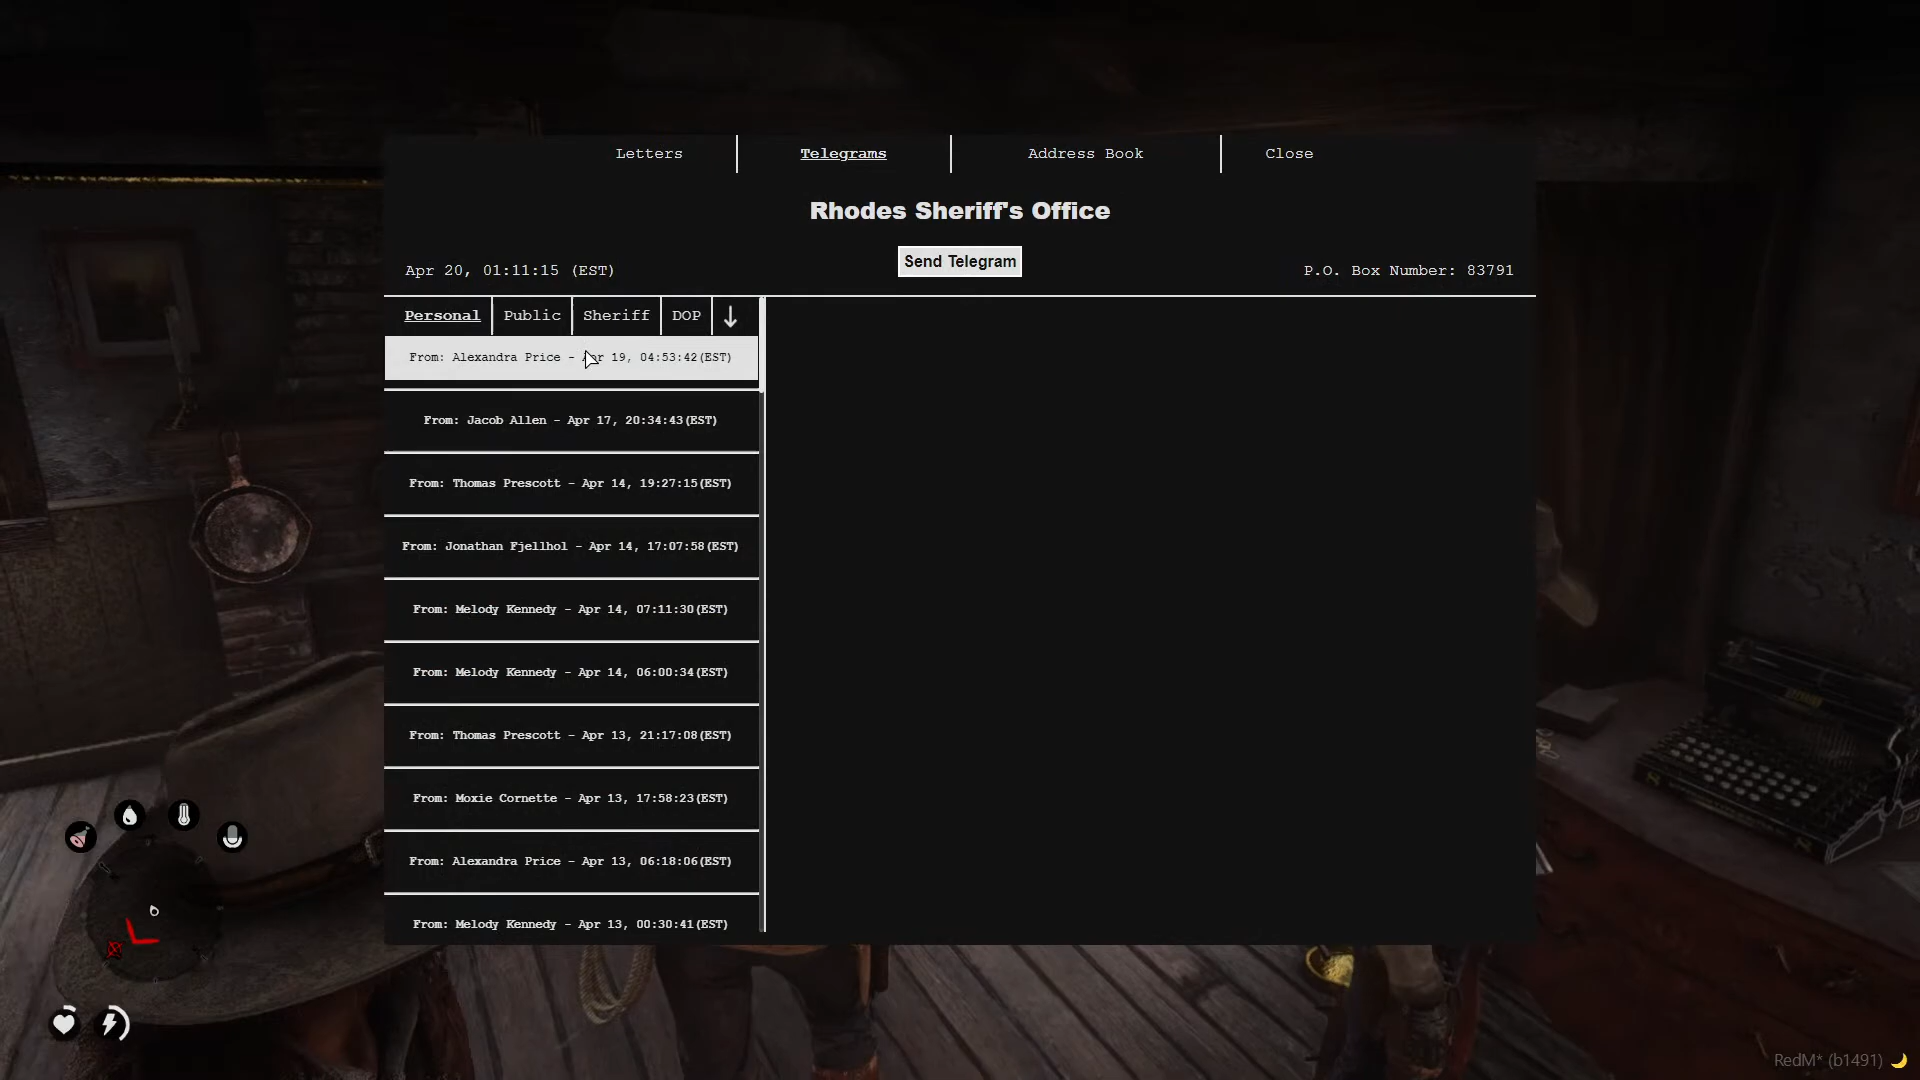 Letters
Telegrams
Address Book
Close
Rhodes Sheriff's Office
Send Telegram
Apr 20, 01:11:15 (EST)
P.O. Box Number: 83791
Personal
Public
Sheriff
DOP
From: Alexandra Price - Apr 19, 04:53:42(EST)
From: Jacob Allen - Apr 17, 20:34:43(EST)
From: Thomas Prescott - Apr 14, 19:27:15(EST)
From: Jonathan Fjellhol - Apr 14, 17:07:58(EST)
From: Melody Kennedy - Apr 14, 07:11:30(EST)
From: Melody Kennedy - Apr 14, 06:00:34(EST)
From: Thomas Prescott - Apr 13, 21:17:08(EST)
From: Moxie Cornette - Apr 13, 17:58:23(EST)
From: Alexandra Price - Apr 13, 06:18:06(EST)
From: Melody Kennedy - Apr 13, 00:30:41(EST)
RedM* (b1491)